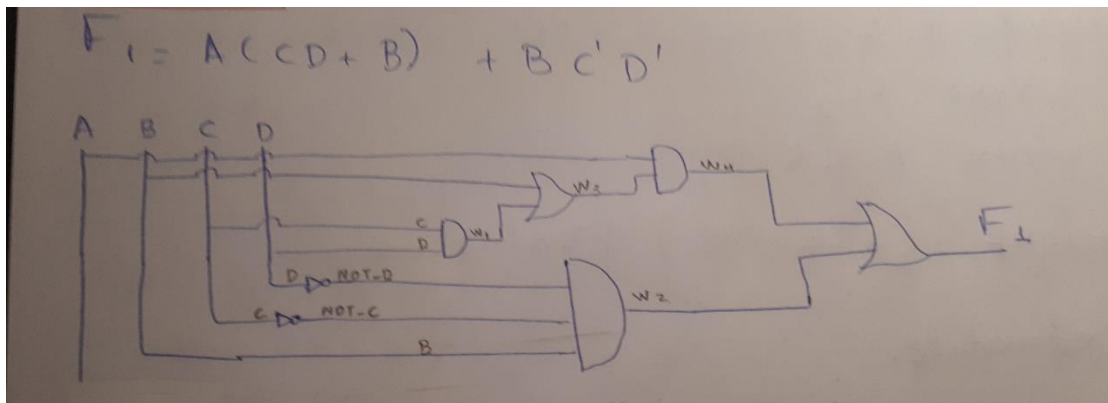 F1 = A(CD + B) + BC'D'
A B C D
W4
W3
C
D
W1
D NOT-D
W2
C NOT-C
B
F1